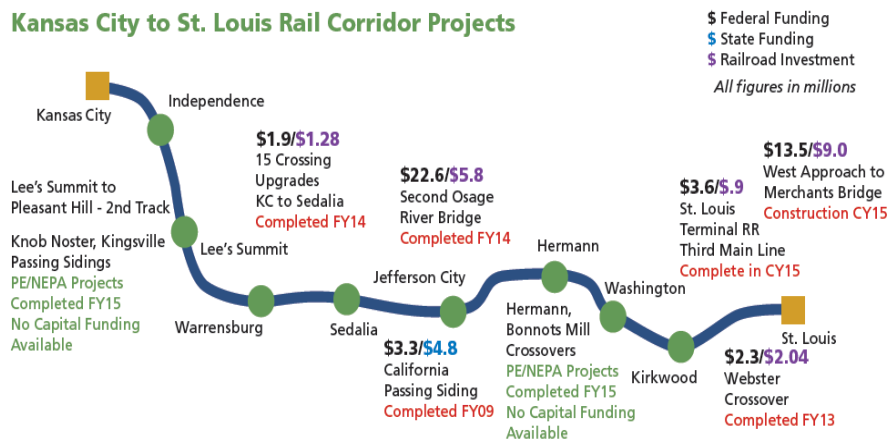 Kansas City to St. Louis Rail Corridor Projects
$ Federal Funding
$ State Funding
$ Railroad Investment
All figures in millions
Kansas City
Independence
Lee's Summit to
Pleasant Hill - 2nd Track
Knob Noster, Kingsville
Passing Sidings
PE/NEPA Projects
Completed FY15
No Capital Funding
Available
Lee's Summit
$1.9/$1.28
15 Crossing
Upgrades
KC to Sedalia
Completed FY14
Warrensburg
Sedalia
$22.6/$5.8
Second Osage
River Bridge
Completed FY14
Jefferson City
$3.3/$4.8
California
Passing Siding
Completed FY09
Hermann
Hermann,
Bonnots Mill
Crossovers
PE/NEPA Projects
Completed FY15
No Capital Funding
Available
Washington
Kirkwood
$3.6/$.9
St. Louis
Terminal RR
Third Main Line
Complete in CY15
$13.5/$9.0
West Approach to
Merchants Bridge
Construction CY15
St. Louis
$2.3/$2.04
Webster
Crossover
Completed FY13